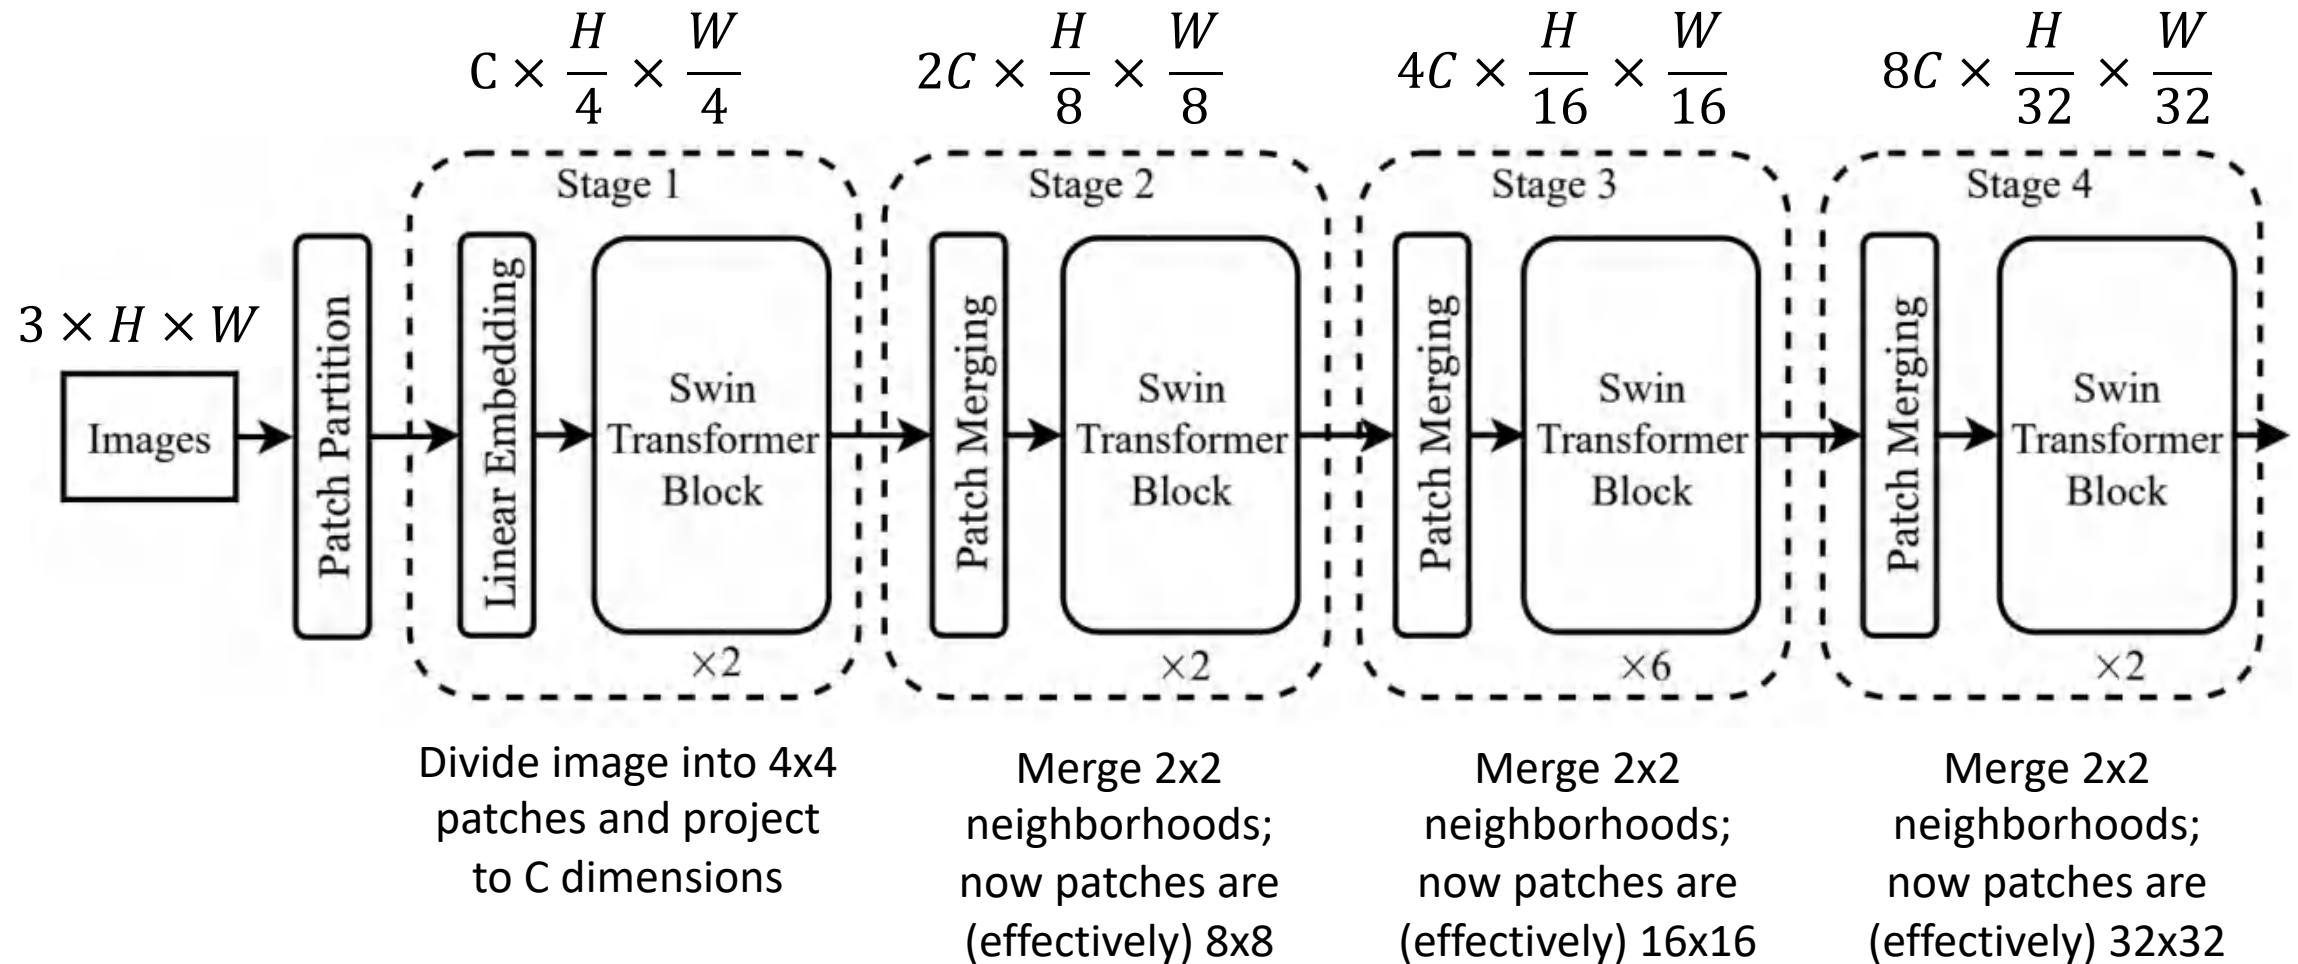 C × H/4 × W/4
2C × H/8 × W/8
4C × H/16 × W/16
8C × H/32 × W/32
3 × H × W
Images
Patch Partition
Stage 1
Linear Embedding
Swin
Transformer
Block
×2
Stage 2
Patch Merging
Swin
Transformer
Block
×2
Stage 3
Patch Merging
Swin
Transformer
Block
×6
Stage 4
Patch Merging
Swin
Transformer
Block
×2
Divide image into 4x4
patches and project
to C dimensions
Merge 2x2
neighborhoods;
now patches are
(effectively) 8x8
Merge 2x2
neighborhoods;
now patches are
(effectively) 16x16
Merge 2x2
neighborhoods;
now patches are
(effectively) 32x32